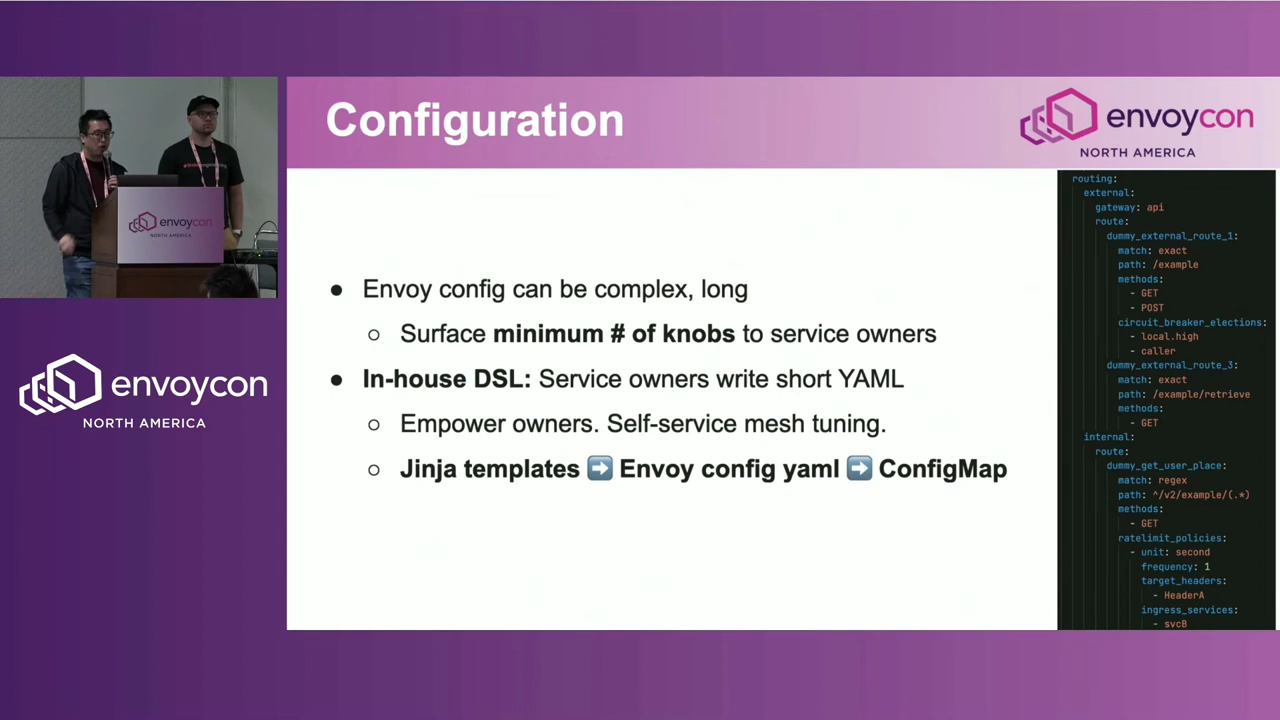 Configuration
envoycon
NORTH AMERICA
Envoy config can be complex, long
Surface minimum # of knobs to service owners
In-house DSL: Service owners write short YAML
Empower owners. Self-service mesh tuning.
Jinja templates ➡️ Envoy config yaml ➡️ ConfigMap
routing:
external:
gateway: api
route:
dummy_external_route_1:
match: exact
path: /example
methods:
- GET
- POST
circuit_breaker_elections:
- local.high
- caller
dummy_external_route_3:
match: exact
path: /example/retrieve
methods:
- GET
internal:
route:
dummy_get_user_place:
match: regex
path: ^/v2/example/(.*)
methods:
- GET
ratelimit_policies:
- unit: second
frequency: 1
target_headers:
- HeaderA
ingress_services:
- svcB
envoycon
NORTH AMERICA
envoycon
NORTH AMERICA